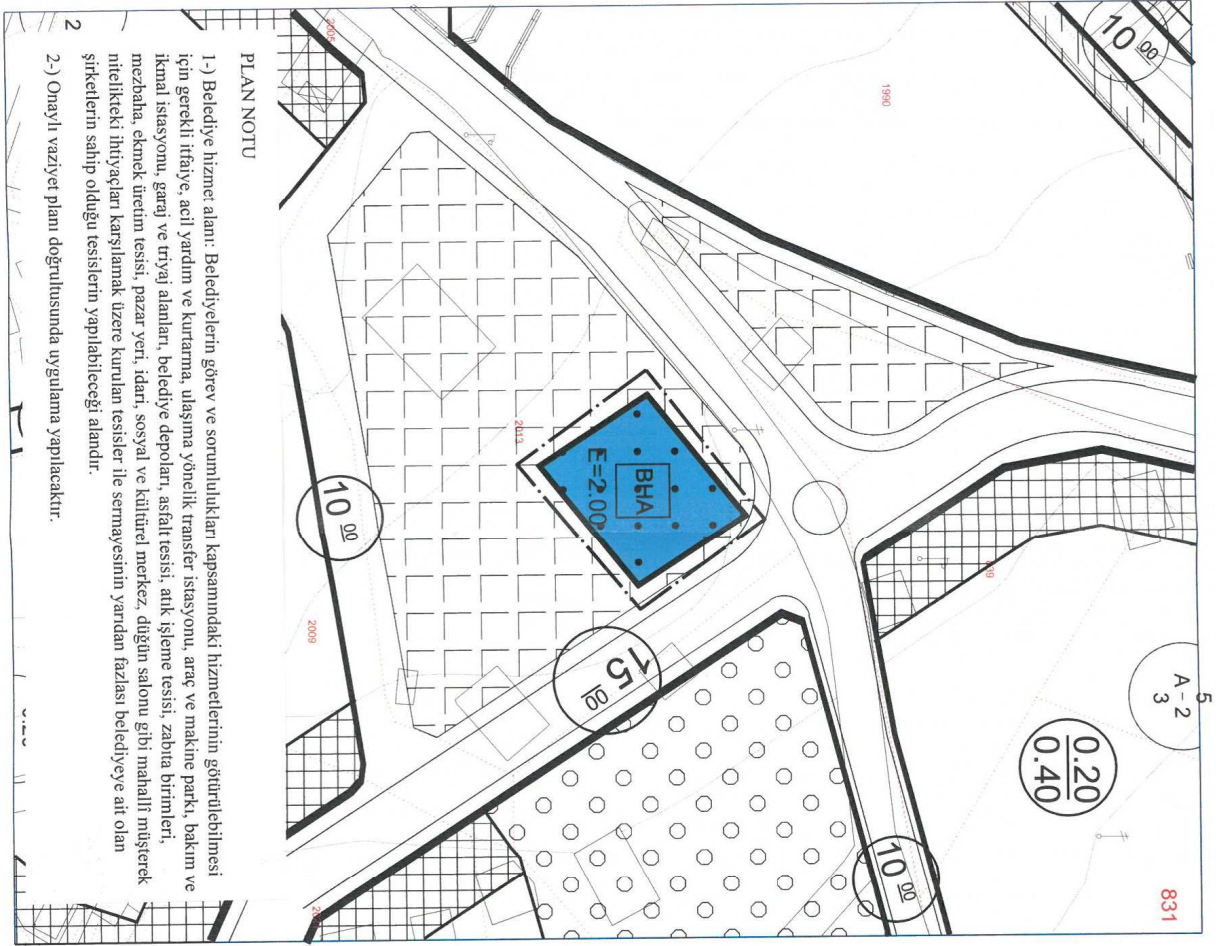 831
5
A - 2
3
0.20
0.40
10 00
10 00
1990
15 00
10 00
BHA
E=2.00
2013
2009
2005
2
PLAN NOTU
1-) Belediye hizmet alanı: Belediyelerin görev ve sorumlulukları kapsamındaki hizmetlerinin götürülebilmesi
için gerekli itfaiye, acil yardım ve kurtarma, ulaşıma yönelik transfer istasyonu, araç ve makine parkı, bakım ve
ikmal istasyonu, garaj ve triyaj alanları, belediye depoları, asfalt tesisi, atık işleme tesisi, zabıta birimleri,
mezbaha, ekmek üretim tesisi, pazar yeri, idari, sosyal ve kültürel merkez, düğün salonu gibi mahallî müşterek
nitelikteki ihtiyaçları karşılamak üzere kurulan tesisler ile sermayesinin yarıdan fazlası belediyeye ait olan
şirketlerin sahip olduğu tesislerin yapılabileceği alandır.
2-) Onaylı vaziyet planı doğrultusunda uygulama yapılacaktır.